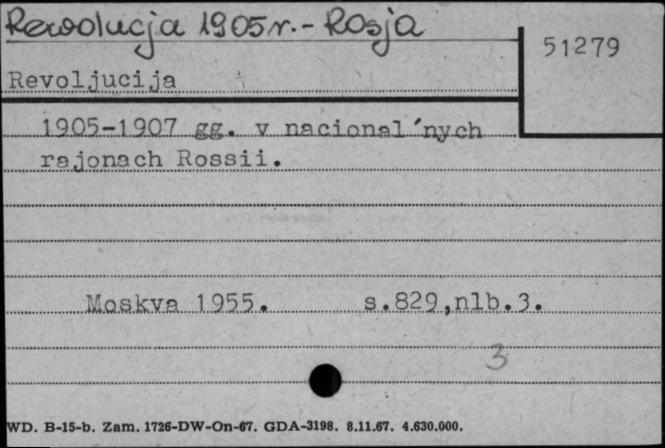 Rewolucja 1905 r. - Rosja
51279
Revoljucija
1905-1907 gg. v nacional´nych
rajonach Rossii.
Moskva 1955. s.829,nlb.3.
3
WD. B-15-b. Zam. 1726-DW-On-67. GDA-3198. 8.11.67. 4.630.000.